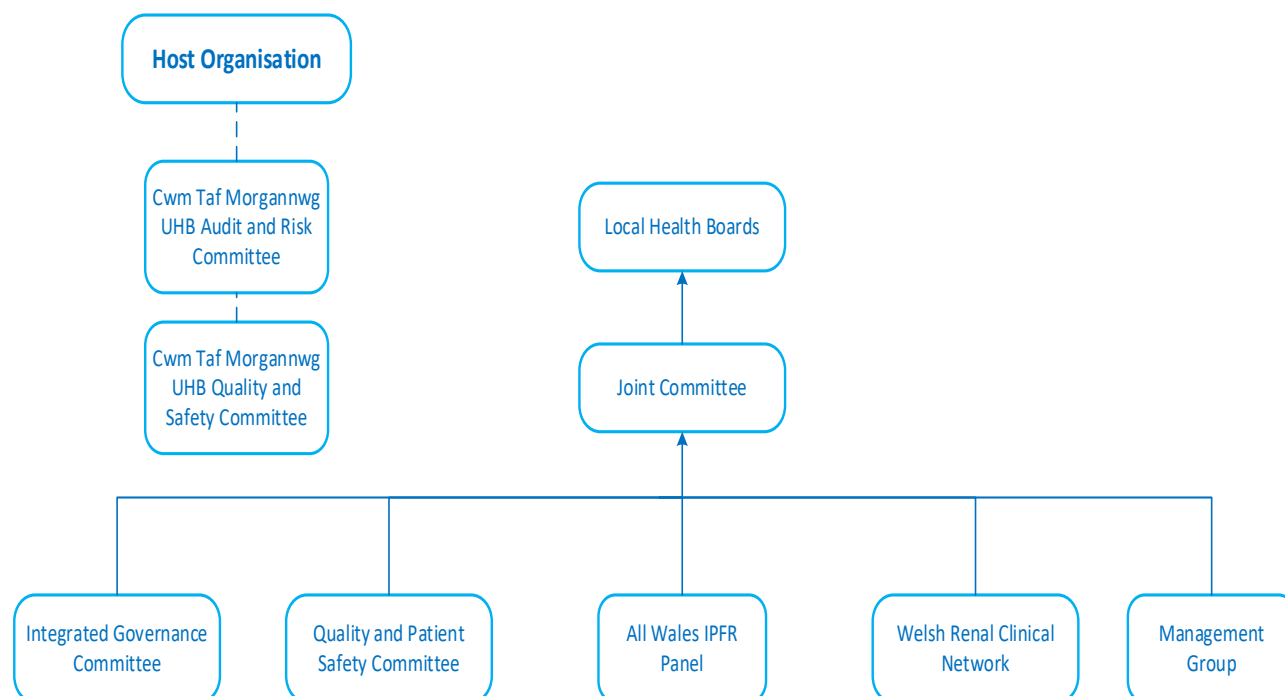 Host Organisation
Cwm Taf Morgannwg
UHB Audit and Risk
Committee
Cwm Taf Morgannwg
UHB Quality and
Safety Committee
Local Health Boards
Joint Committee
Integrated Governance
Committee
Quality and Patient
Safety Committee
All Wales IPFR
Panel
Welsh Renal Clinical
Network
Management
Group